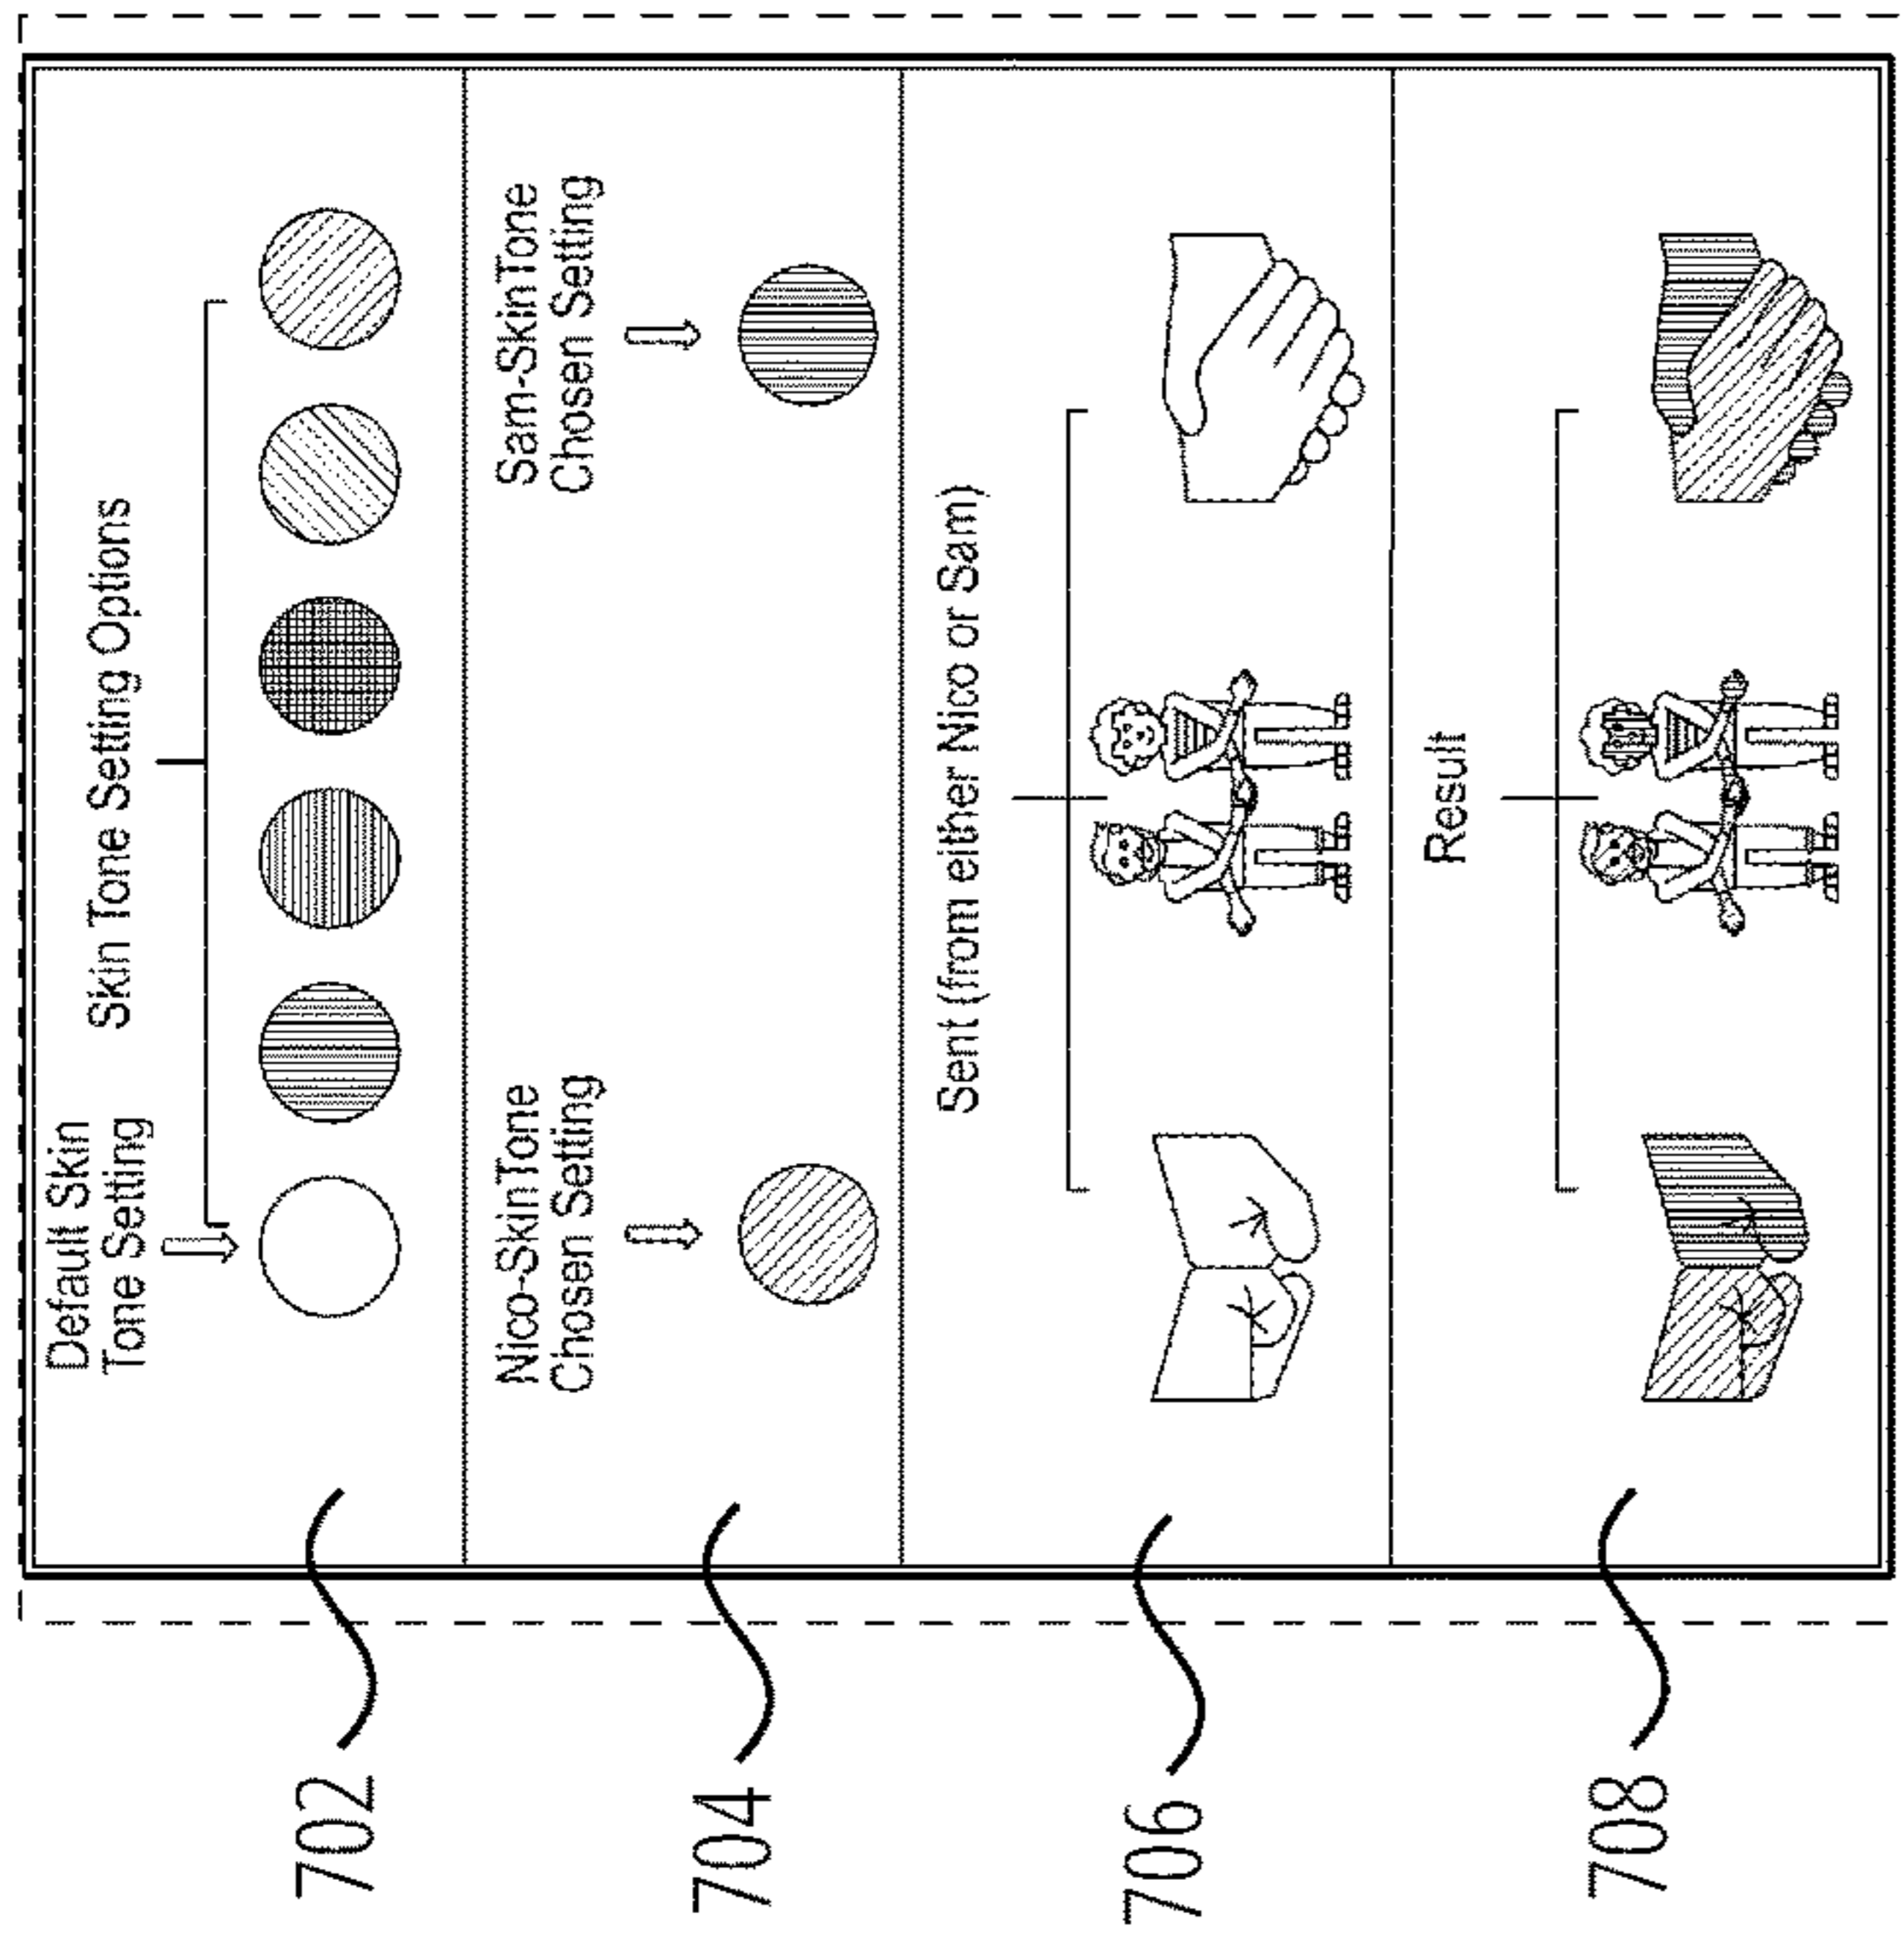 Default Skin
Tone Setting
Skin Tone Setting Options
702
Nico-SkinTone
Chosen Setting
Sam-SkinTone
Chosen Setting
704
Sent (from either Nico or Sam)
706
Result
708